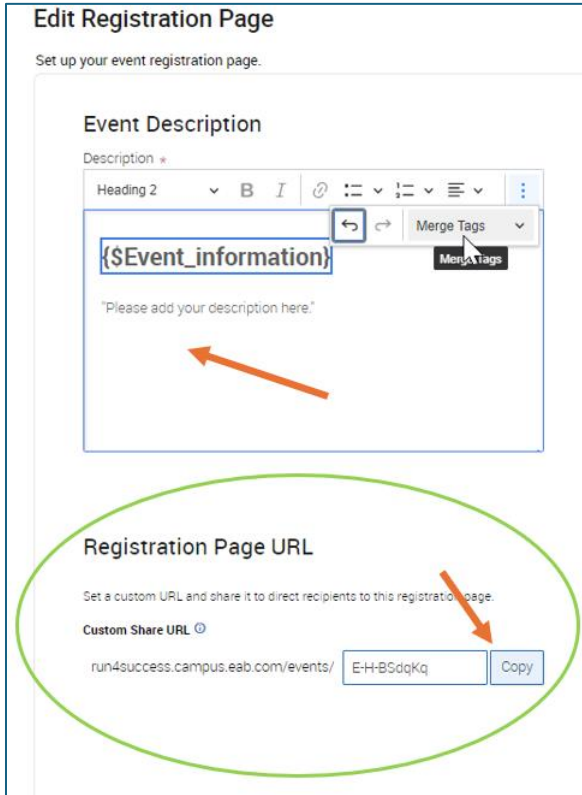 Edit Registration Page
Set up your event registration page.
Event Description
Description *
Heading 2 B I
Merge Tags
{$Event_information}
Merge Tags
"Please add your description here."
Registration Page URL
Set a custom URL and share it to direct recipients to this registration page.
Custom Share URL
run4success.campus.eab.com/events/ E-H-BSdqKq Copy